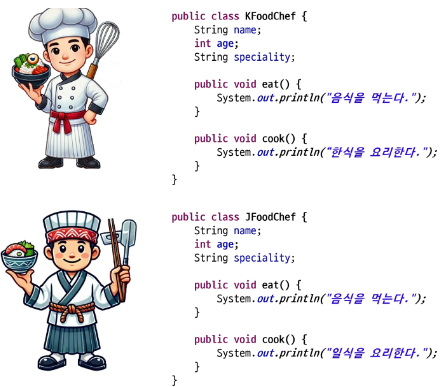 public class KFoodChef {
    String name;
    int age;
    String speciality;

    public void eat() {
        System.out.println("음식을 먹는다.");
    }

    public void cook() {
        System.out.println("한식을 요리한다.");
    }
}

public class JFoodChef {
    String name;
    int age;
    String speciality;

    public void eat() {
        System.out.println("음식을 먹는다.");
    }

    public void cook() {
        System.out.println("일식을 요리한다.");
    }
}